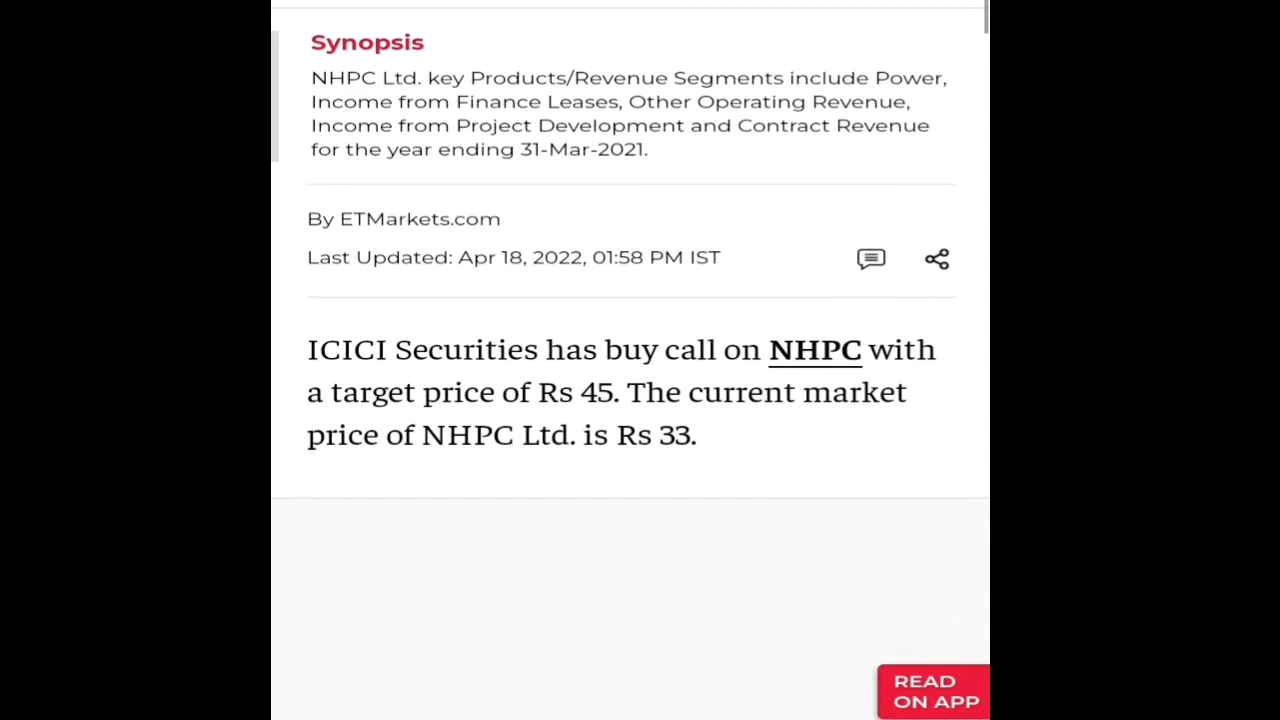 Synopsis
NHPC Ltd. key Products/Revenue Segments include Power,
Income from Finance Leases, Other Operating Revenue,
Income from Project Development and Contract Revenue
for the year ending 31-Mar-2021.
By ETMarkets.com
Last Updated: Apr 18, 2022, 01:58 PM IST
ICICI Securities has buy call on NHPC with
a target price of Rs 45. The current market
price of NHPC Ltd. is Rs 33.
READ
ON APP